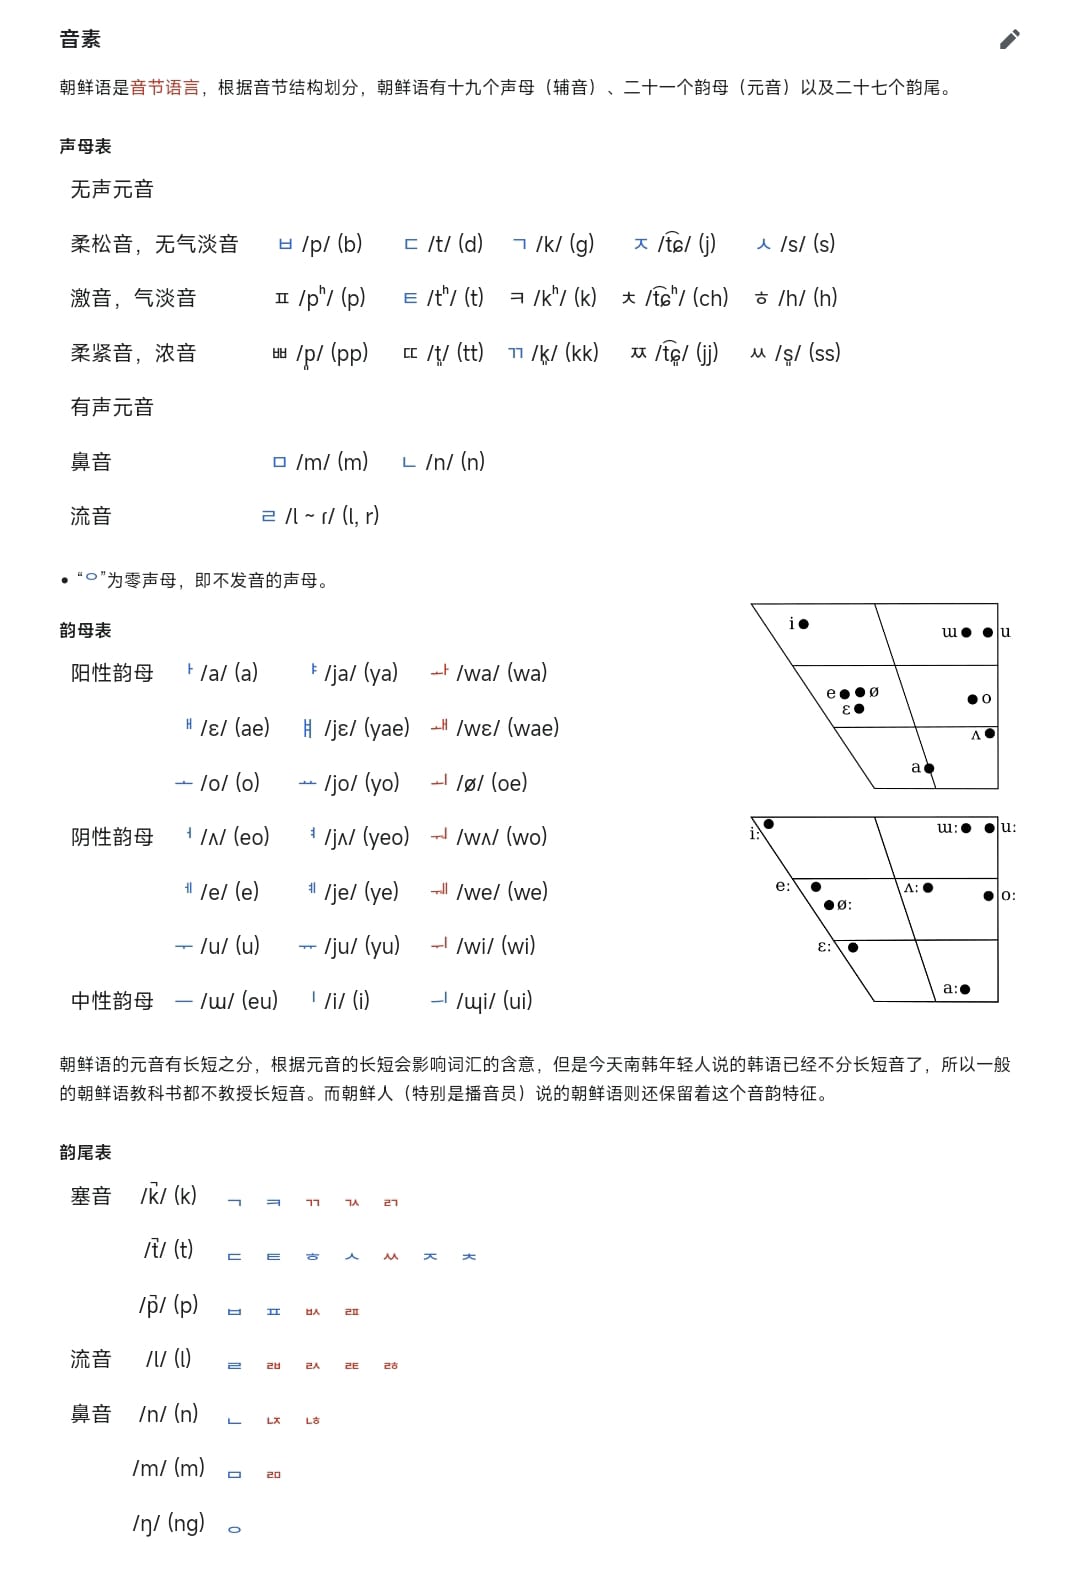 音素
朝鲜语是音节语言，根据音节结构划分，朝鲜语有十九个声母（辅音）、二十一个韵母（元音）以及二十七个韵尾。
声母表
无声元音
柔松音，无气淡音 ㅂ /p/ (b) ㄷ /t/ (d) ㄱ /k/ (g) ㅈ /t͡ɕ/ (j) ㅅ /s/ (s)
激音，气淡音 ㅍ /pʰ/ (p) ㅌ /tʰ/ (t) ㅋ /kʰ/ (k) ㅊ /t͡ɕʰ/ (ch) ㅎ /h/ (h)
柔紧音，浓音 ㅃ /p͈/ (pp) ㄸ /t͈/ (tt) ㄲ /k͈/ (kk) ㅉ /t͡ɕ͈/ (jj) ㅆ /s͈/ (ss)
有声元音
鼻音 ㅁ /m/ (m) ㄴ /n/ (n)
流音 ㄹ /l ~ ɾ/ (l, r)
• “ㅇ”为零声母，即不发音的声母。
韵母表
阳性韵母 ㅏ /a/ (a) ㅑ /ja/ (ya) ㅘ /wa/ (wa)
ㅐ /ɛ/ (ae) ㅒ /jɛ/ (yae) ㅙ /wɛ/ (wae)
ㅗ /o/ (o) ㅛ /jo/ (yo) ㅚ /ø/ (oe)
阴性韵母 ㅓ /ʌ/ (eo) ㅕ /jʌ/ (yeo) ㅝ /wʌ/ (wo)
ㅔ /e/ (e) ㅖ /je/ (ye) ㅞ /we/ (we)
ㅜ /u/ (u) ㅠ /ju/ (yu) ㅟ /wi/ (wi)
中性韵母 ㅡ /ɯ/ (eu) ㅣ /i/ (i) ㅢ /ɰi/ (ui)
i ɯ u
e ø
ɛ o
ʌ
a
i: ɯ: u:
e: ʌ: o:
ø:
ɛ:
a:
朝鲜语的元音有长短之分，根据元音的长短会影响词汇的含意，但是今天南韩年轻人说的韩语已经不分长短音了，所以一般
的朝鲜语教科书都不教授长短音。而朝鲜人（特别是播音员）说的朝鲜语则还保留着这个音韵特征。
韵尾表
塞音 /k̚/ (k) ㄱ ㅋ ㄲ ㄳ ㄺ
/t̚/ (t) ㄷ ㅌ ㅎ ㅅ ㅆ ㅈ ㅊ
/p̚/ (p) ㅂ ㅍ ㅄ ㄿ
流音 /l/ (l) ㄹ ㄼ ㄽ ㄾ ㅀ
鼻音 /n/ (n) ㄴ ㄵ ㄶ
/m/ (m) ㅁ ㄻ
/ŋ/ (ng) ㅇ